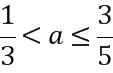 1/3 < a ≤ 3/5